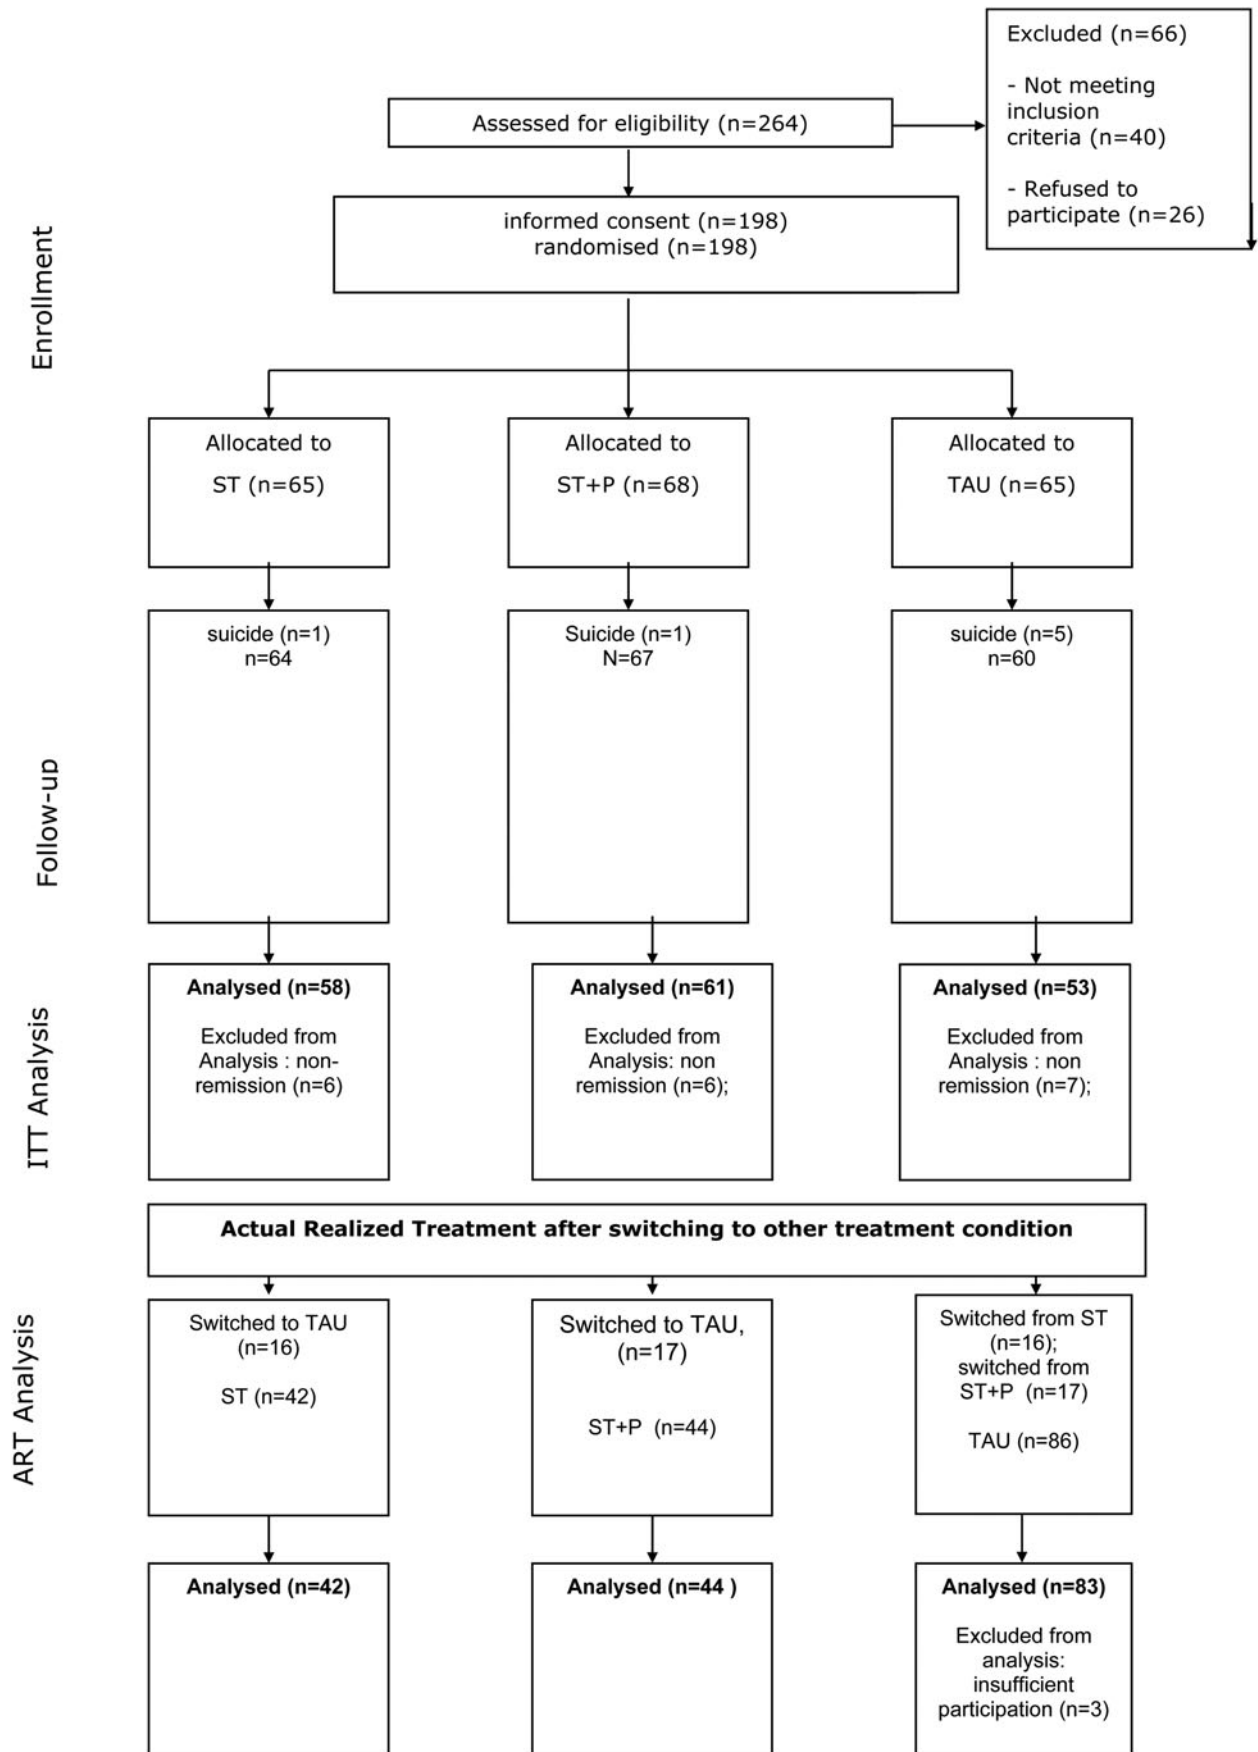 Excluded (n=66)
- Not meeting
inclusion
criteria (n=40)
- Refused to
participate (n=26)
Assessed for eligibility (n=264)
informed consent (n=198)
randomised (n=198)
Enrollment
Allocated to
ST (n=65)
Allocated to
ST+P (n=68)
Allocated to
TAU (n=65)
suicide (n=1)
n=64
Suicide (n=1)
N=67
suicide (n=5)
n=60
Follow-up
Analysed (n=58)
Excluded from
Analysis : non-
remission (n=6)
Analysed (n=61)
Excluded from
Analysis: non
remission (n=6);
Analysed (n=53)
Excluded from
Analysis : non
remission (n=7);
ITT Analysis
Actual Realized Treatment after switching to other treatment condition
Switched to TAU
(n=16)
ST (n=42)
Switched to TAU,
(n=17)
ST+P (n=44)
Switched from ST
(n=16);
switched from
ST+P (n=17)
TAU (n=86)
ART Analysis
Analysed (n=42)
Analysed (n=44 )
Analysed (n=83)
Excluded from
analysis:
insufficient
participation (n=3)